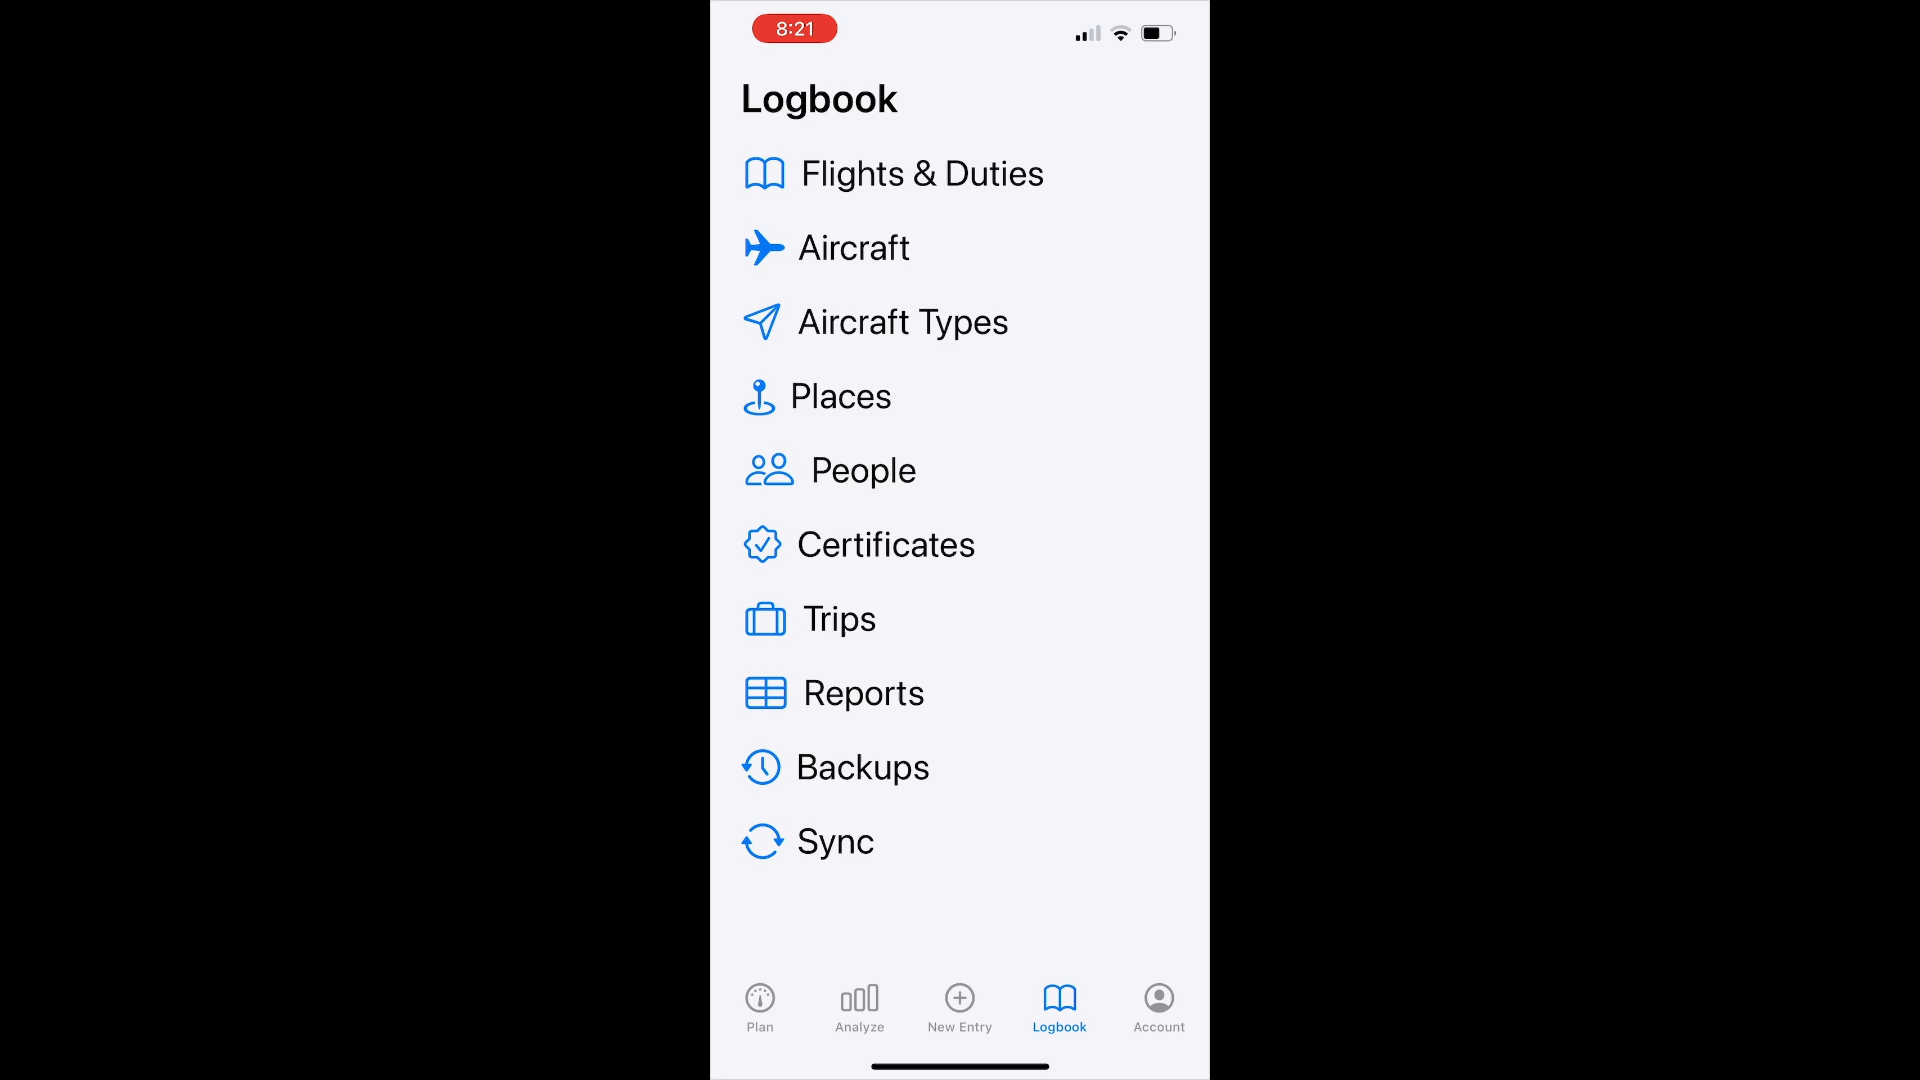 8:21
Logbook
Flights & Duties
Aircraft
Aircraft Types
Places
People
Certificates
Trips
Reports
Backups
Sync
Plan
Analyze
New Entry
Logbook
Account